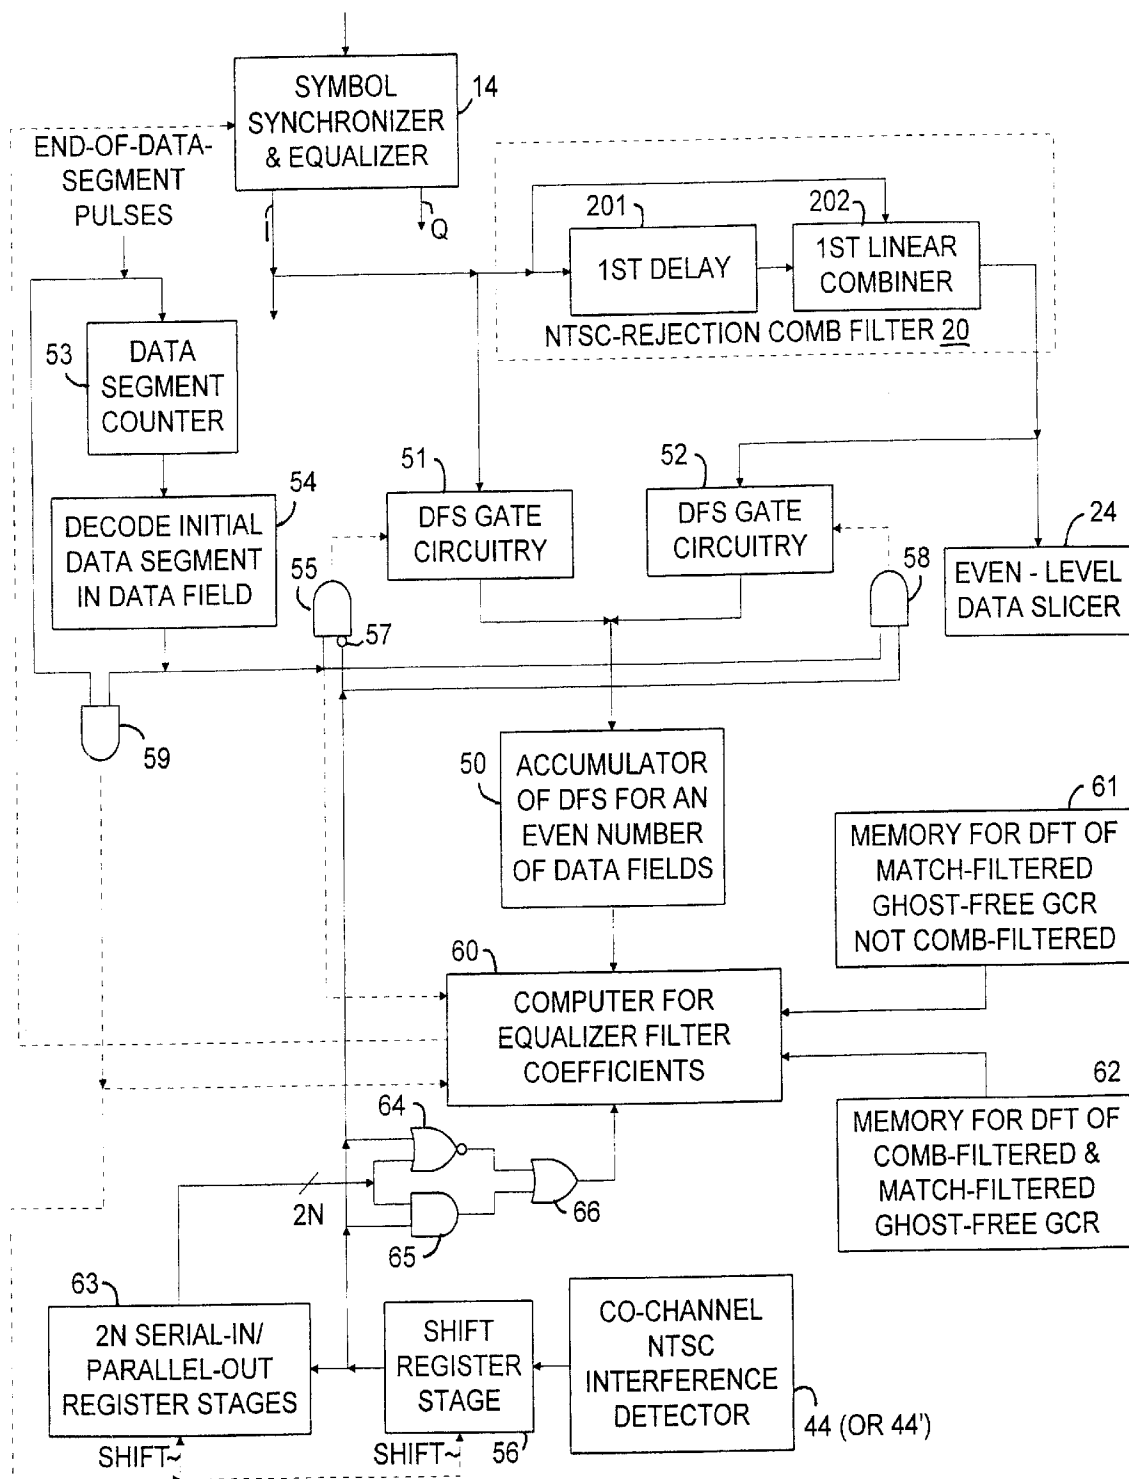 SYMBOL
SYNCHRONIZER
& EQUALIZER
14
END-OF-DATA-
SEGMENT
PULSES
I
Q
201
202
1ST DELAY
1ST LINEAR
COMBINER
NTSC-REJECTION COMB FILTER 20
53
DATA
SEGMENT
COUNTER
54
DECODE INITIAL
DATA SEGMENT
IN DATA FIELD
51
DFS GATE
CIRCUITRY
52
DFS GATE
CIRCUITRY
24
EVEN - LEVEL
DATA SLICER
55
57
58
59
50
ACCUMULATOR
OF DFS FOR AN
EVEN NUMBER
OF DATA FIELDS
61
MEMORY FOR DFT OF
MATCH-FILTERED
GHOST-FREE GCR
NOT COMB-FILTERED
60
COMPUTER FOR
EQUALIZER FILTER
COEFFICIENTS
62
MEMORY FOR DFT OF
COMB-FILTERED &
MATCH-FILTERED
GHOST-FREE GCR
64
2N
65
66
63
2N SERIAL-IN/
PARALLEL-OUT
REGISTER STAGES
SHIFT~
SHIFT
REGISTER
STAGE
SHIFT~
56
CO-CHANNEL
NTSC
INTERFERENCE
DETECTOR
44 (OR 44')